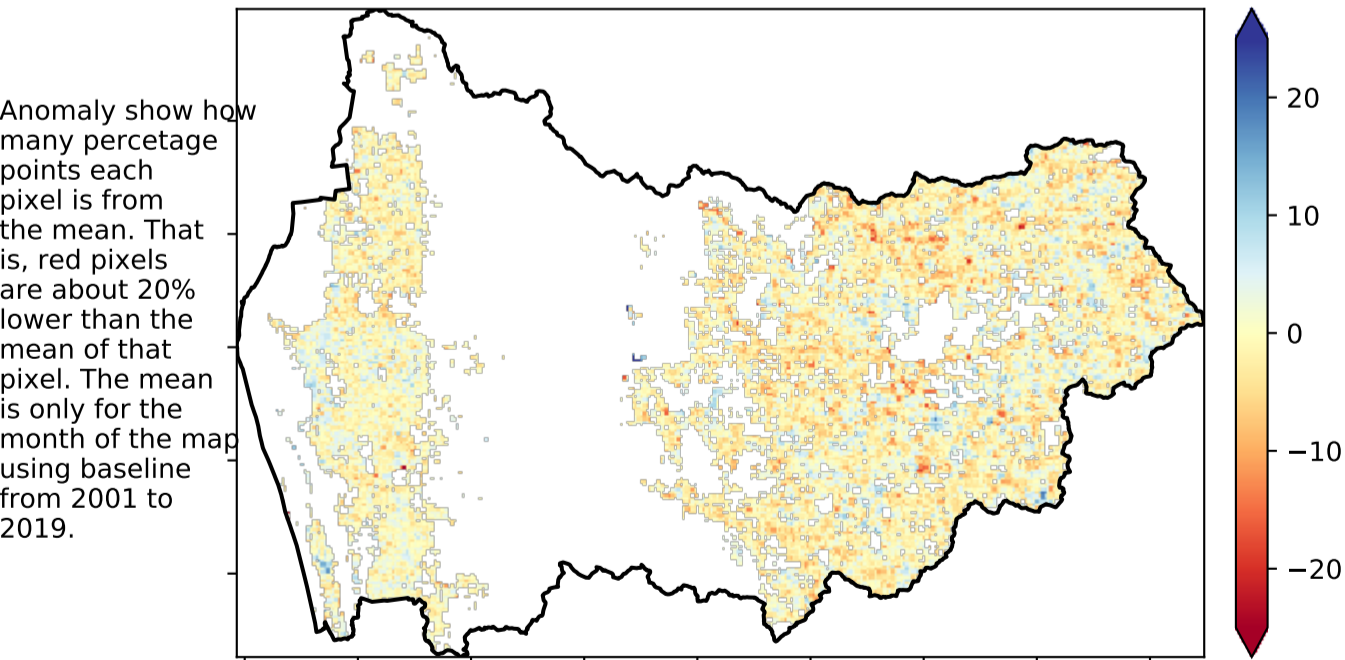 Anomaly show how
many percetage
points each
pixel is from
the mean. That
is, red pixels
are about 20%
lower than the
mean of that
pixel. The mean
is only for the
month of the map
using baseline
from 2001 to
2019.
20
10
0
−10
−20